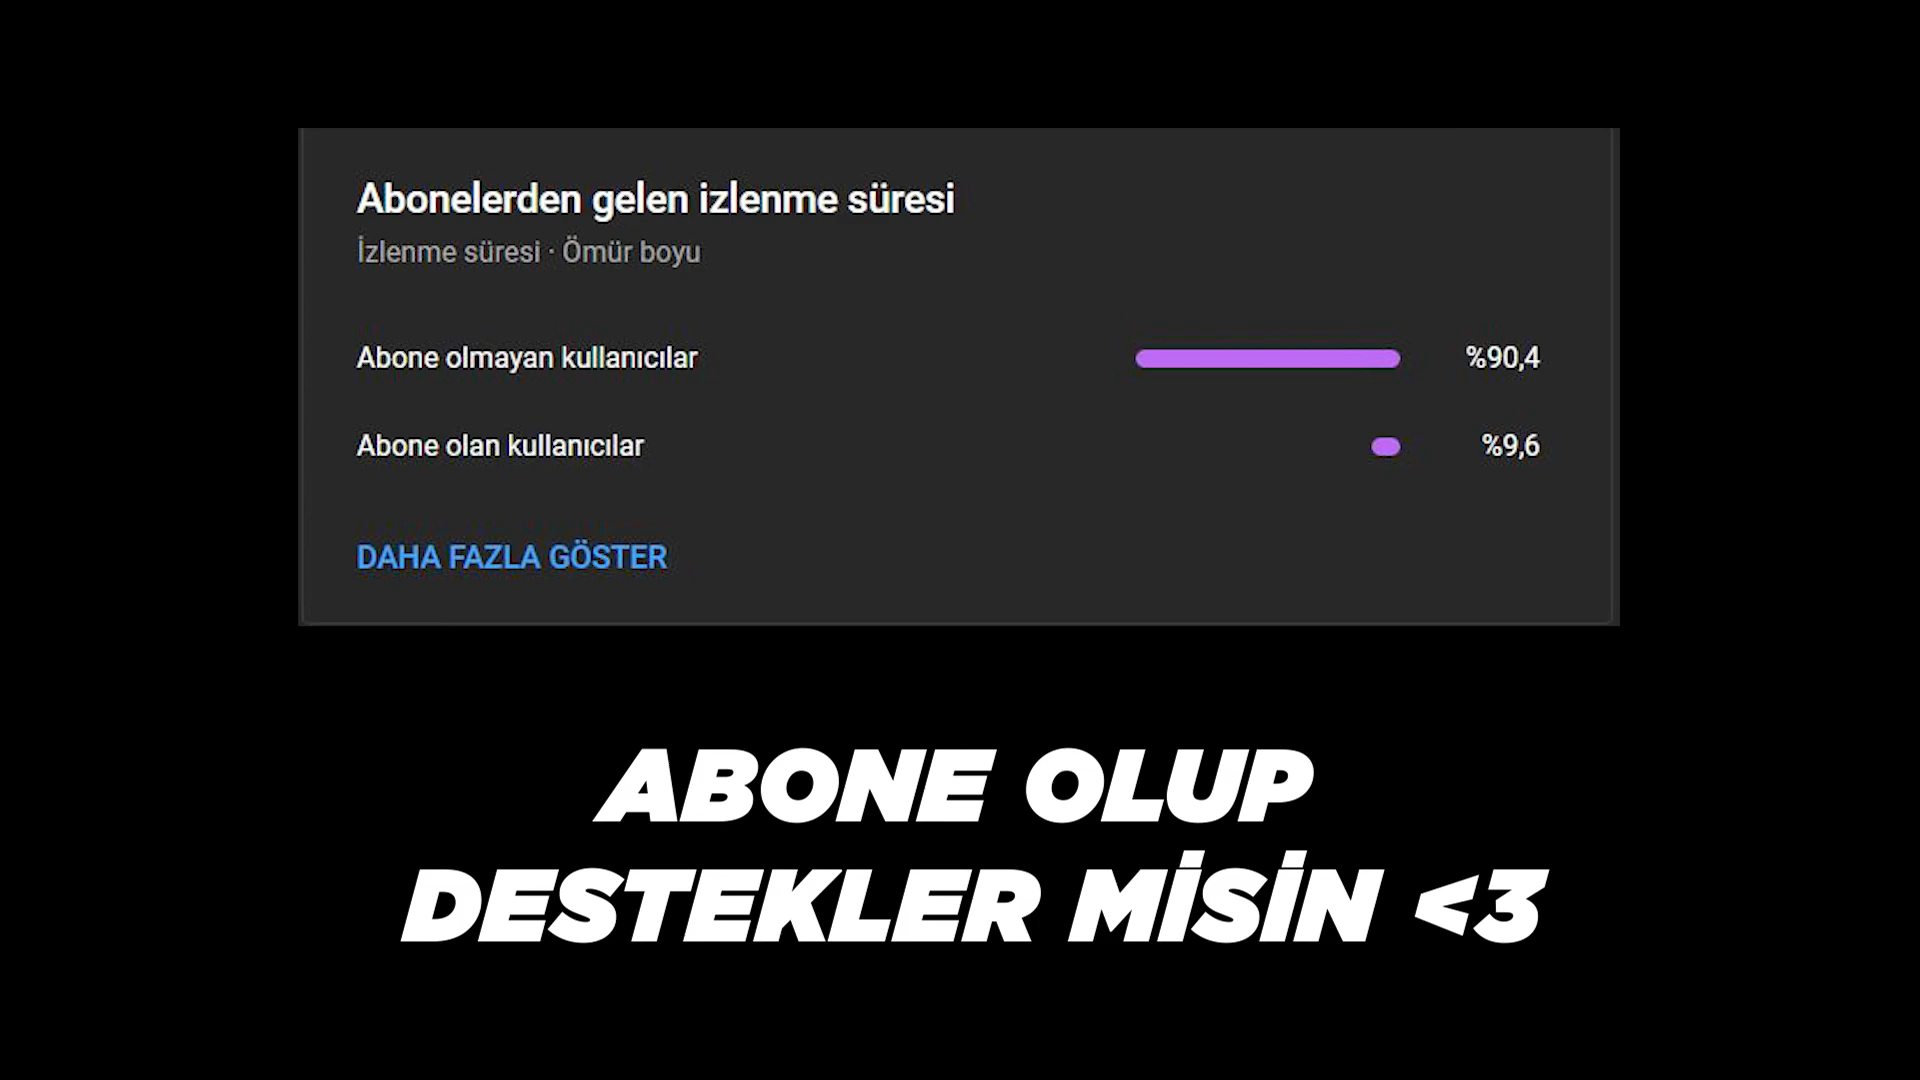 Abonelerden gelen izlenme süresi
İzlenme süresi · Ömür boyu
Abone olmayan kullanıcılar %90,4
Abone olan kullanıcılar %9,6
DAHA FAZLA GÖSTER
ABONE OLUP
DESTEKLER MİSİN <3